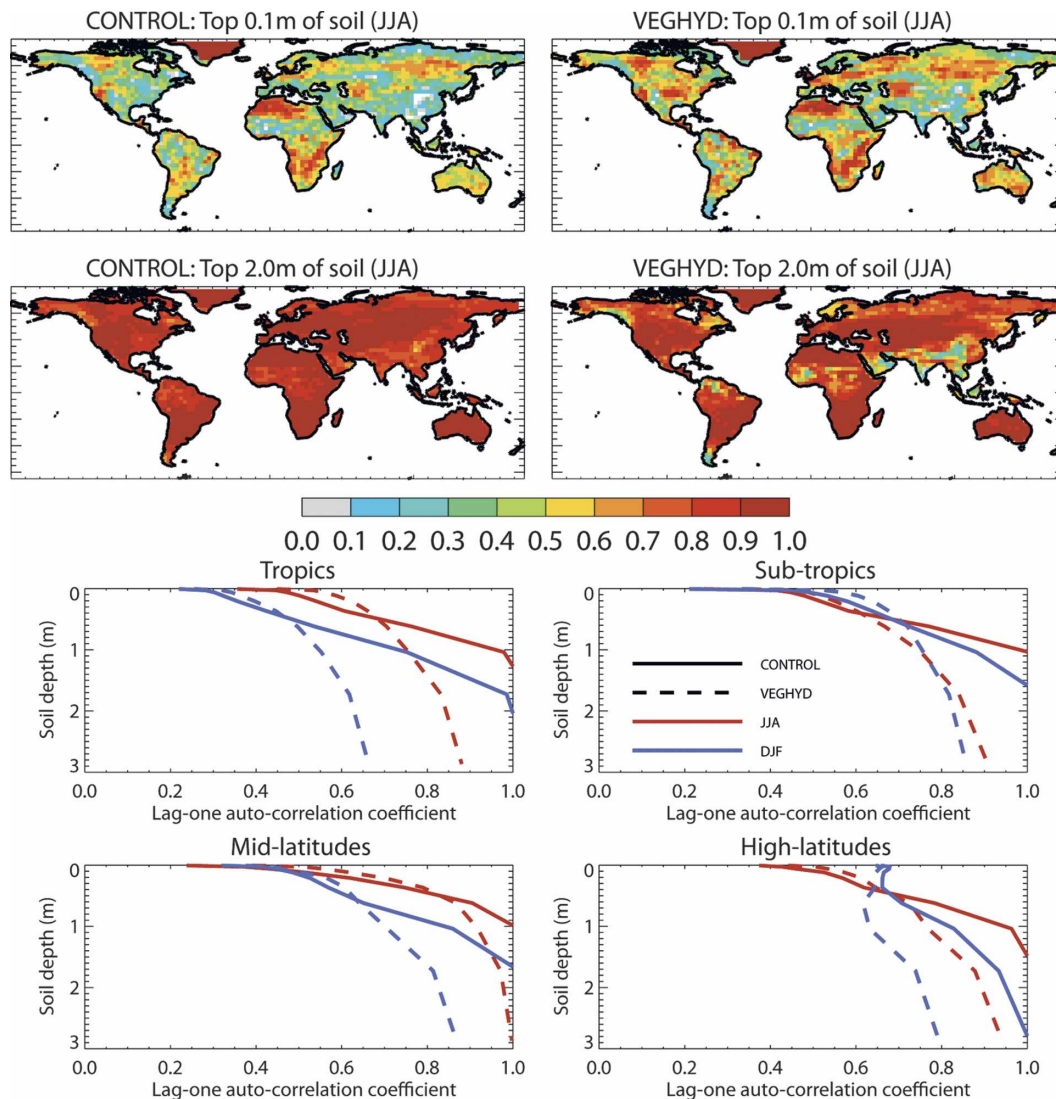 CONTROL: Top 0.1m of soil (JJA)
VEGHYD: Top 0.1m of soil (JJA)
CONTROL: Top 2.0m of soil (JJA)
VEGHYD: Top 2.0m of soil (JJA)
0.0 0.1 0.2 0.3 0.4 0.5 0.6 0.7 0.8 0.9 1.0
Tropics
Soil depth (m)
0
1
2
3
0.0 0.2 0.4 0.6 0.8 1.0
Lag-one auto-correlation coefficient
Sub-tropics
Soil depth (m)
0
1
2
3
CONTROL
VEGHYD
JJA
DJF
0.0 0.2 0.4 0.6 0.8 1.0
Lag-one auto-correlation coefficient
Mid-latitudes
Soil depth (m)
0
1
2
3
0.0 0.2 0.4 0.6 0.8 1.0
Lag-one auto-correlation coefficient
High-latitudes
Soil depth (m)
0
1
2
3
0.0 0.2 0.4 0.6 0.8 1.0
Lag-one auto-correlation coefficient